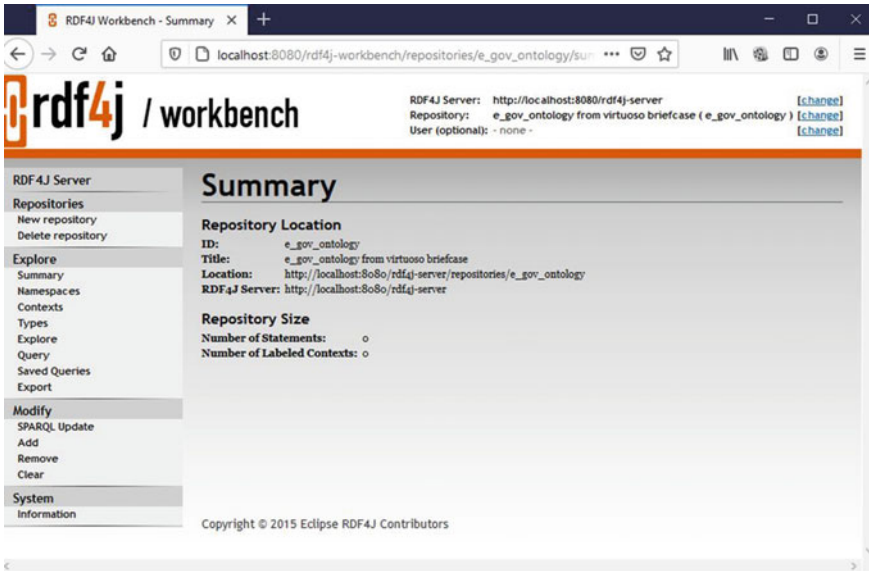 RDF4J Workbench - Summary
localhost:8080/rdf4j-workbench/repositories/e_gov_ontology/sum
rdf4j / workbench
RDF4J Server: http://localhost:8080/rdf4j-server [change]
Repository: e_gov_ontology from virtuoso briefcase ( e_gov_ontology ) [change]
User (optional): - none - [change]
RDF4J Server
Repositories
New repository
Delete repository
Explore
Summary
Namespaces
Contexts
Types
Explore
Query
Saved Queries
Export
Modify
SPARQL Update
Add
Remove
Clear
System
Information
Summary
Repository Location
ID: e_gov_ontology
Title: e_gov_ontology from virtuoso briefcase
Location: http://localhost:8080/rdf4j-server/repositories/e_gov_ontology
RDF4J Server: http://localhost:8080/rdf4j-server
Repository Size
Number of Statements: 0
Number of Labeled Contexts: 0
Copyright © 2015 Eclipse RDF4J Contributors